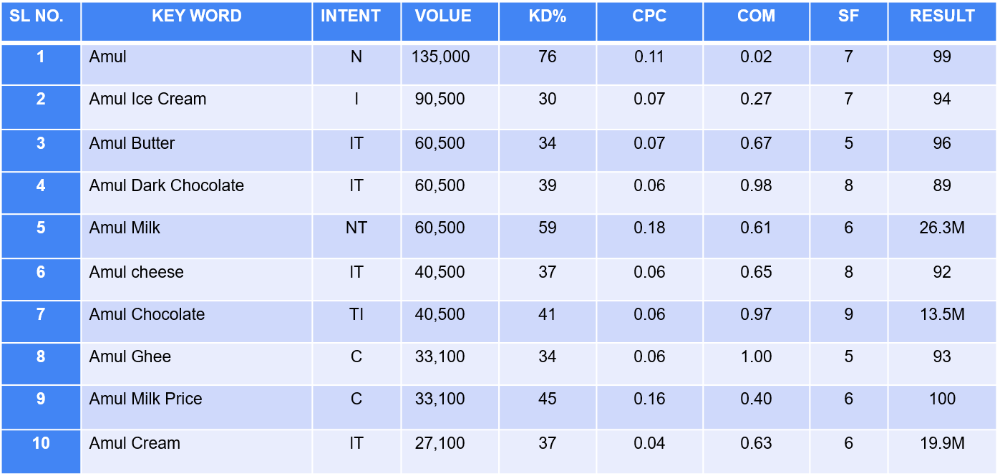 SL NO. KEY WORD INTENT VOLUE KD% CPC COM SF RESULT
1 Amul N 135,000 76 0.11 0.02 7 99
2 Amul Ice Cream I 90,500 30 0.07 0.27 7 94
3 Amul Butter IT 60,500 34 0.07 0.67 5 96
4 Amul Dark Chocolate IT 60,500 39 0.06 0.98 8 89
5 Amul Milk NT 60,500 59 0.18 0.61 6 26.3M
6 Amul cheese IT 40,500 37 0.06 0.65 8 92
7 Amul Chocolate TI 40,500 41 0.06 0.97 9 13.5M
8 Amul Ghee C 33,100 34 0.06 1.00 5 93
9 Amul Milk Price C 33,100 45 0.16 0.40 6 100
10 Amul Cream IT 27,100 37 0.04 0.63 6 19.9M